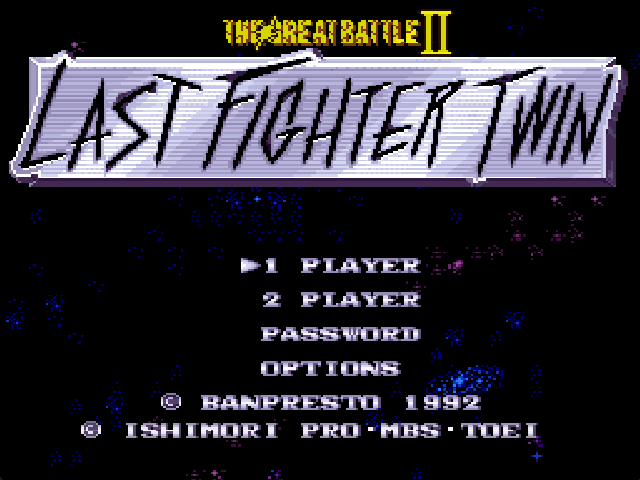 THE GREAT BATTLE II
LAST FIGHTER TWIN
1 PLAYER
2 PLAYER
PASSWORD
OPTIONS
© BANPRESTO 1992
© ISHIMORI PRO·MBS·TOEI